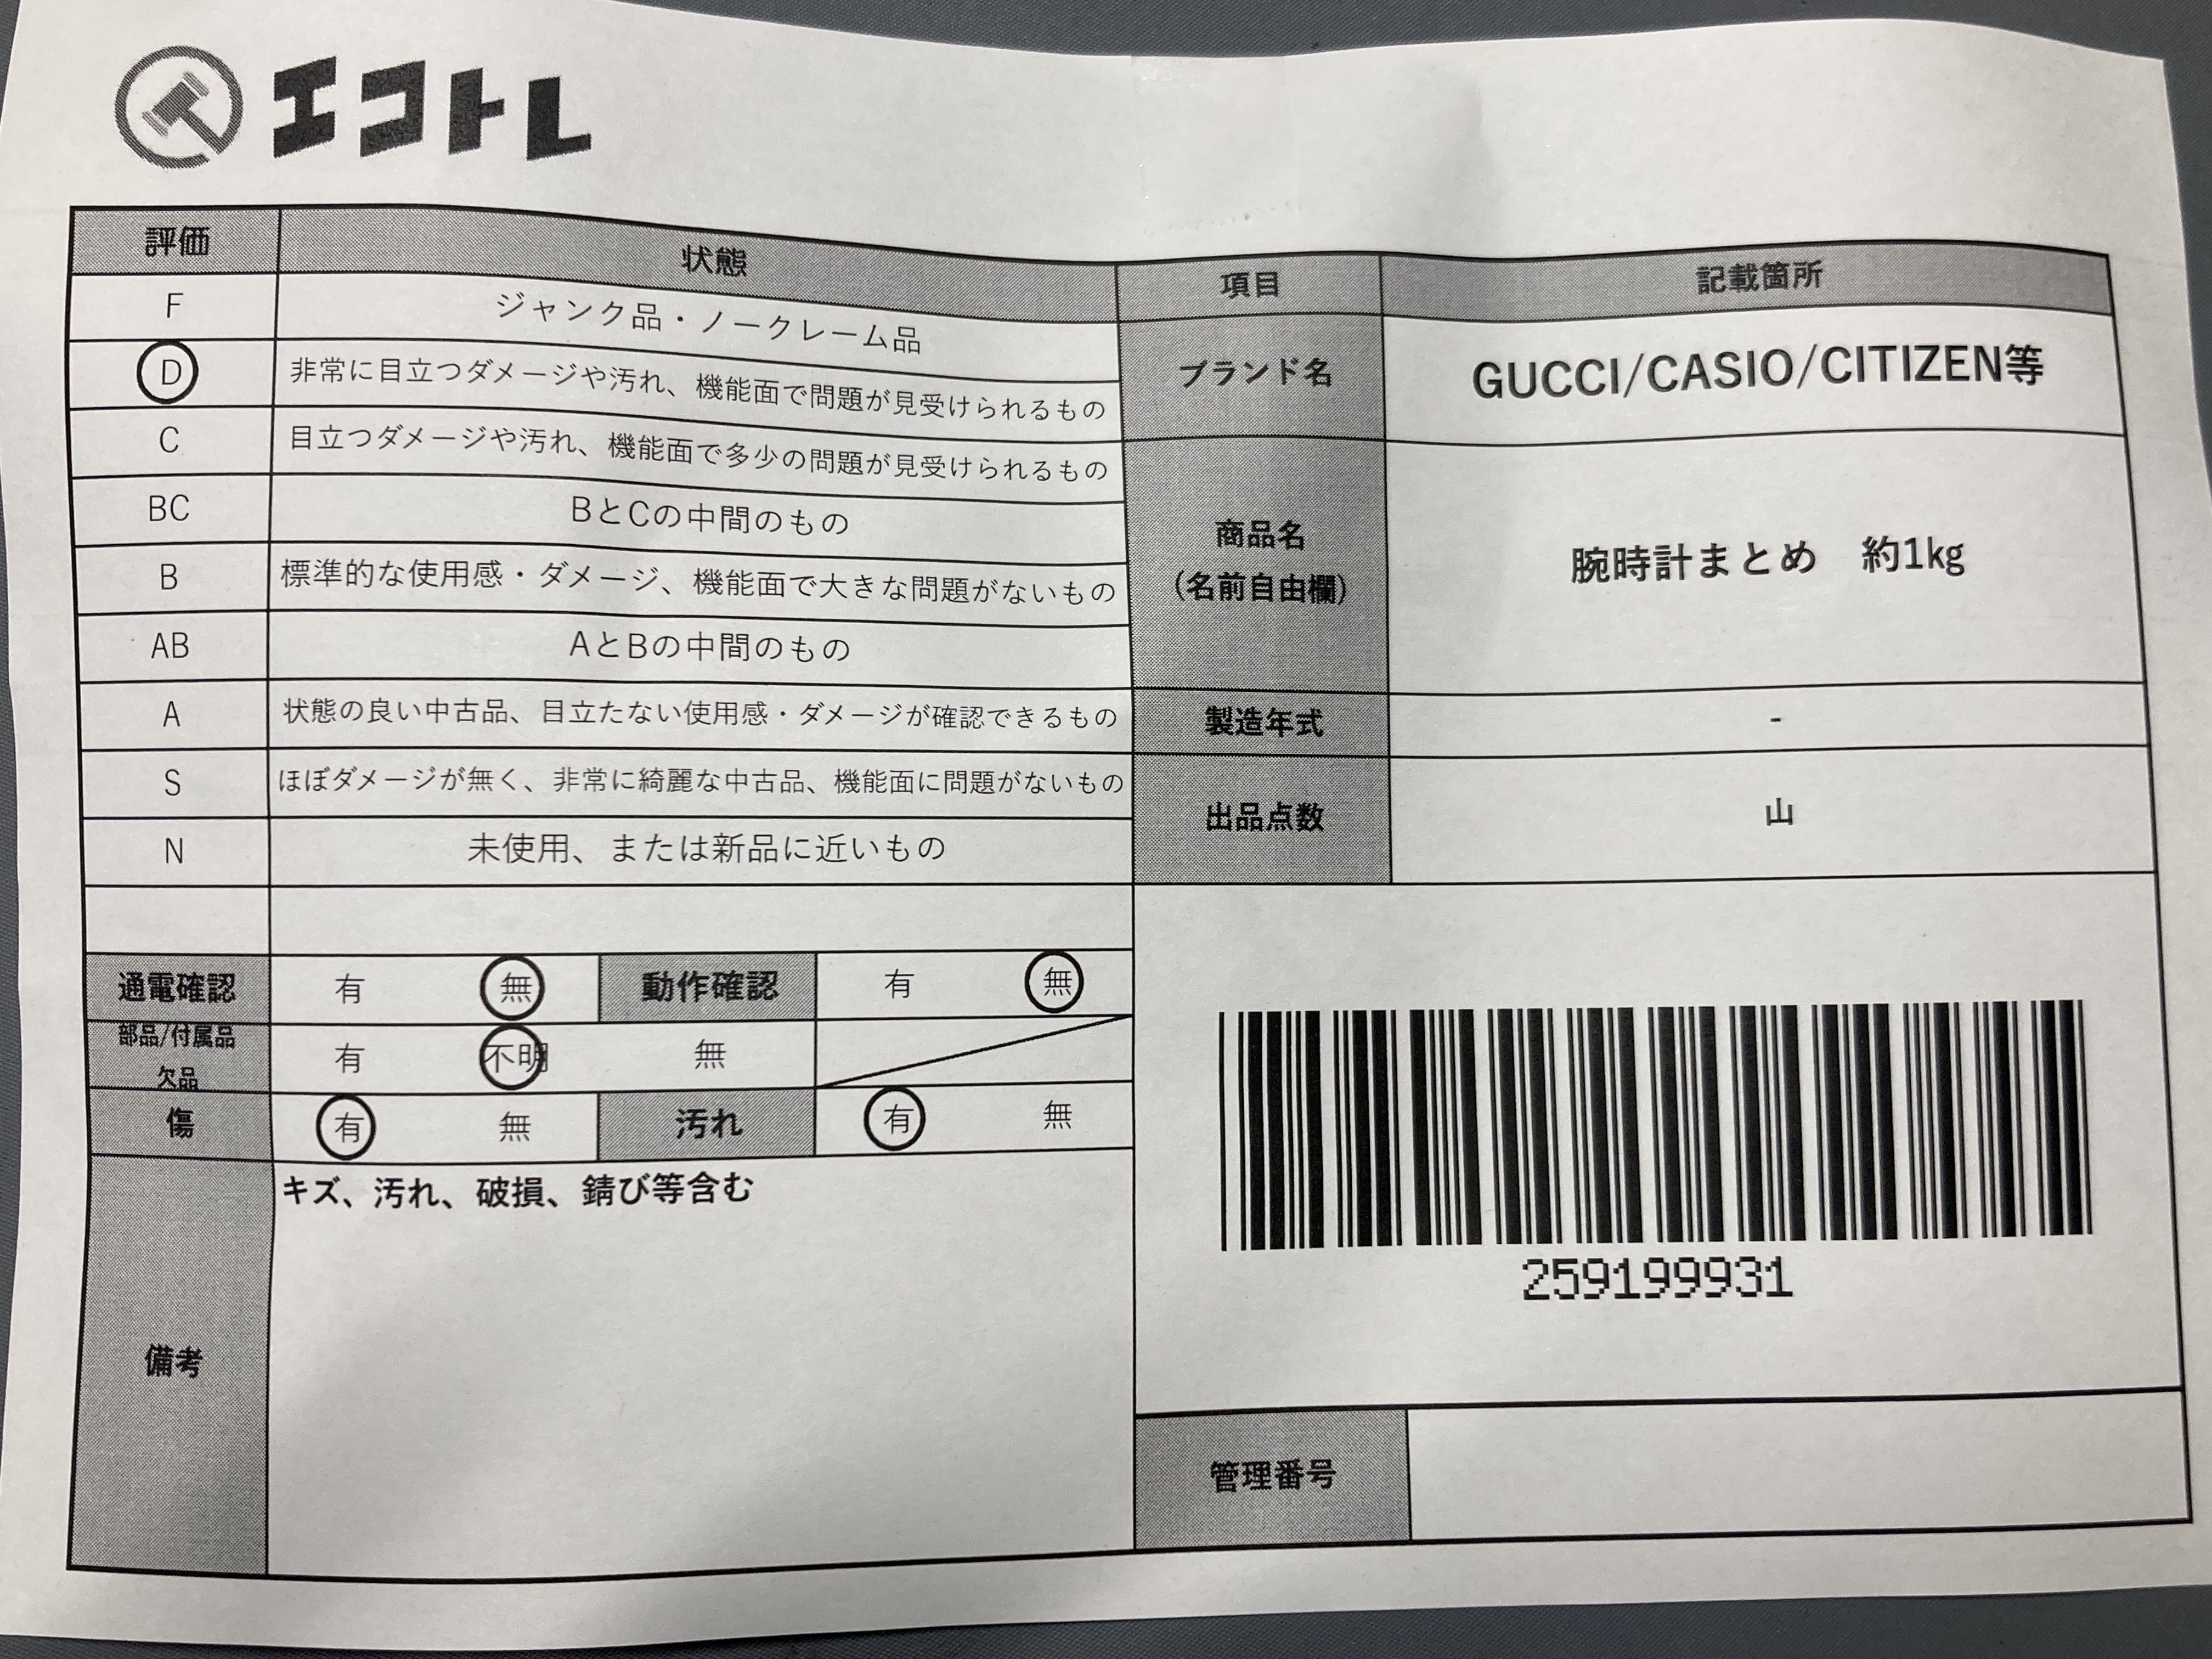 エコトレ
評価 状態
F ジャンク品・ノークレーム品
D 非常に目立つダメージや汚れ、機能面で問題が見受けられるもの
C 目立つダメージや汚れ、機能面で多少の問題が見受けられるもの
BC BとCの中間のもの
B 標準的な使用感・ダメージ、機能面で大きな問題がないもの
AB AとBの中間のもの
A 状態の良い中古品、目立たない使用感・ダメージが確認できるもの
S ほぼダメージが無く、非常に綺麗な中古品、機能面に問題がないもの
N 未使用、または新品に近いもの
通電確認 有 無 動作確認 有 無
部品/付属品
欠品 有 不明 無
傷 有 無 汚れ 有 無
備考 キズ、汚れ、破損、錆び等含む
項目 記載箇所
ブランド名 GUCCI/CASIO/CITIZEN等
商品名
(名前自由欄) 腕時計まとめ 約1kg
製造年式 -
出品点数 山
259199931
管理番号